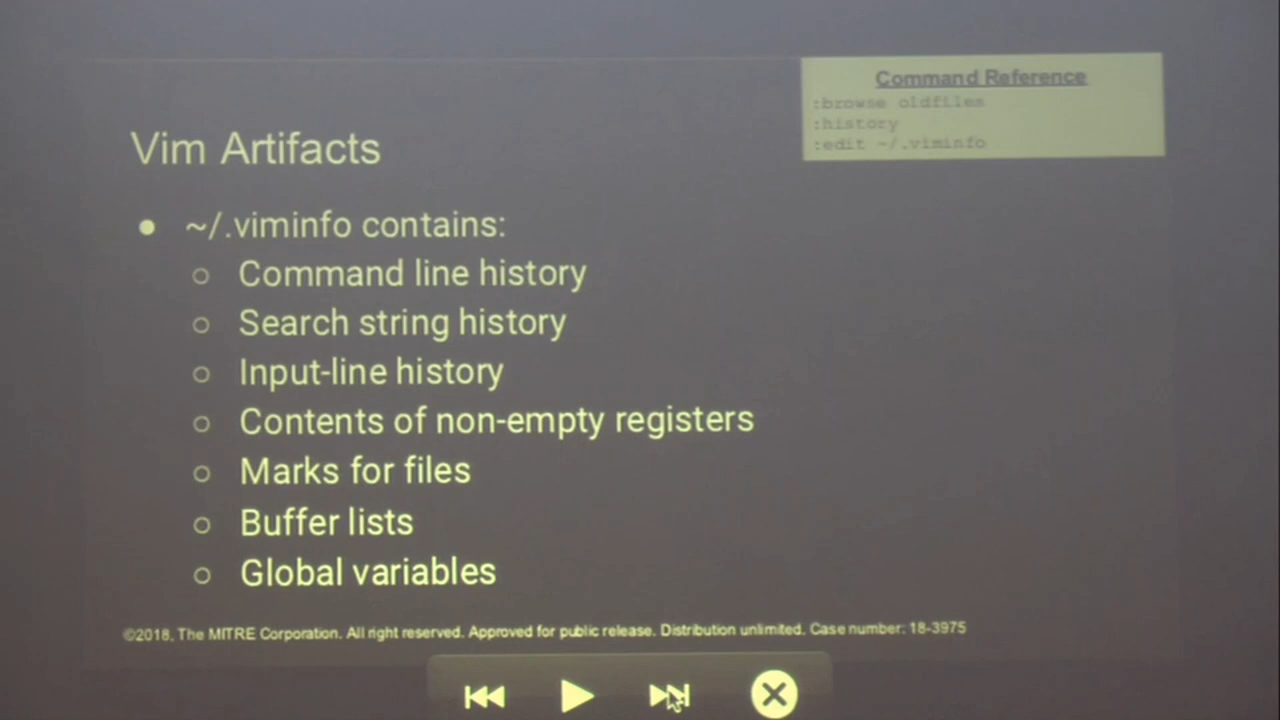 Command Reference
:browse oldfiles
:history
:edit ~/.viminfo
Vim Artifacts
● ~/.viminfo contains:
○ Command line history
○ Search string history
○ Input-line history
○ Contents of non-empty registers
○ Marks for files
○ Buffer lists
○ Global variables
©2018, The MITRE Corporation. All right reserved. Approved for public release. Distribution unlimited. Case number: 18-3975